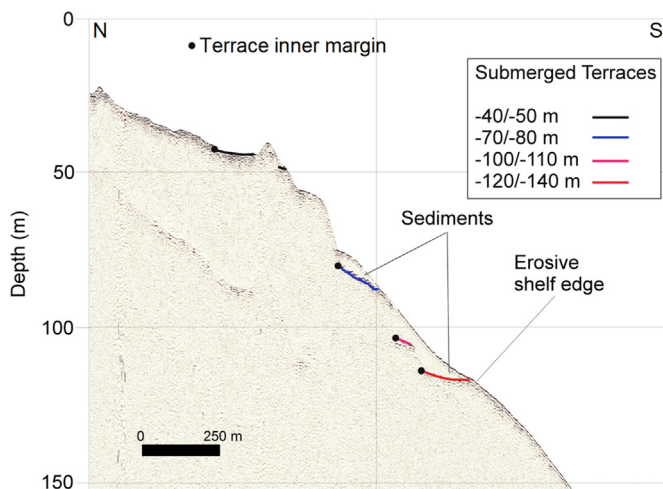 0
N
S
Terrace inner margin
Submerged Terraces
-40/-50 m
-70/-80 m
-100/-110 m
-120/-140 m
50
Sediments
Depth (m)
Erosive
shelf edge
100
0 250 m
150